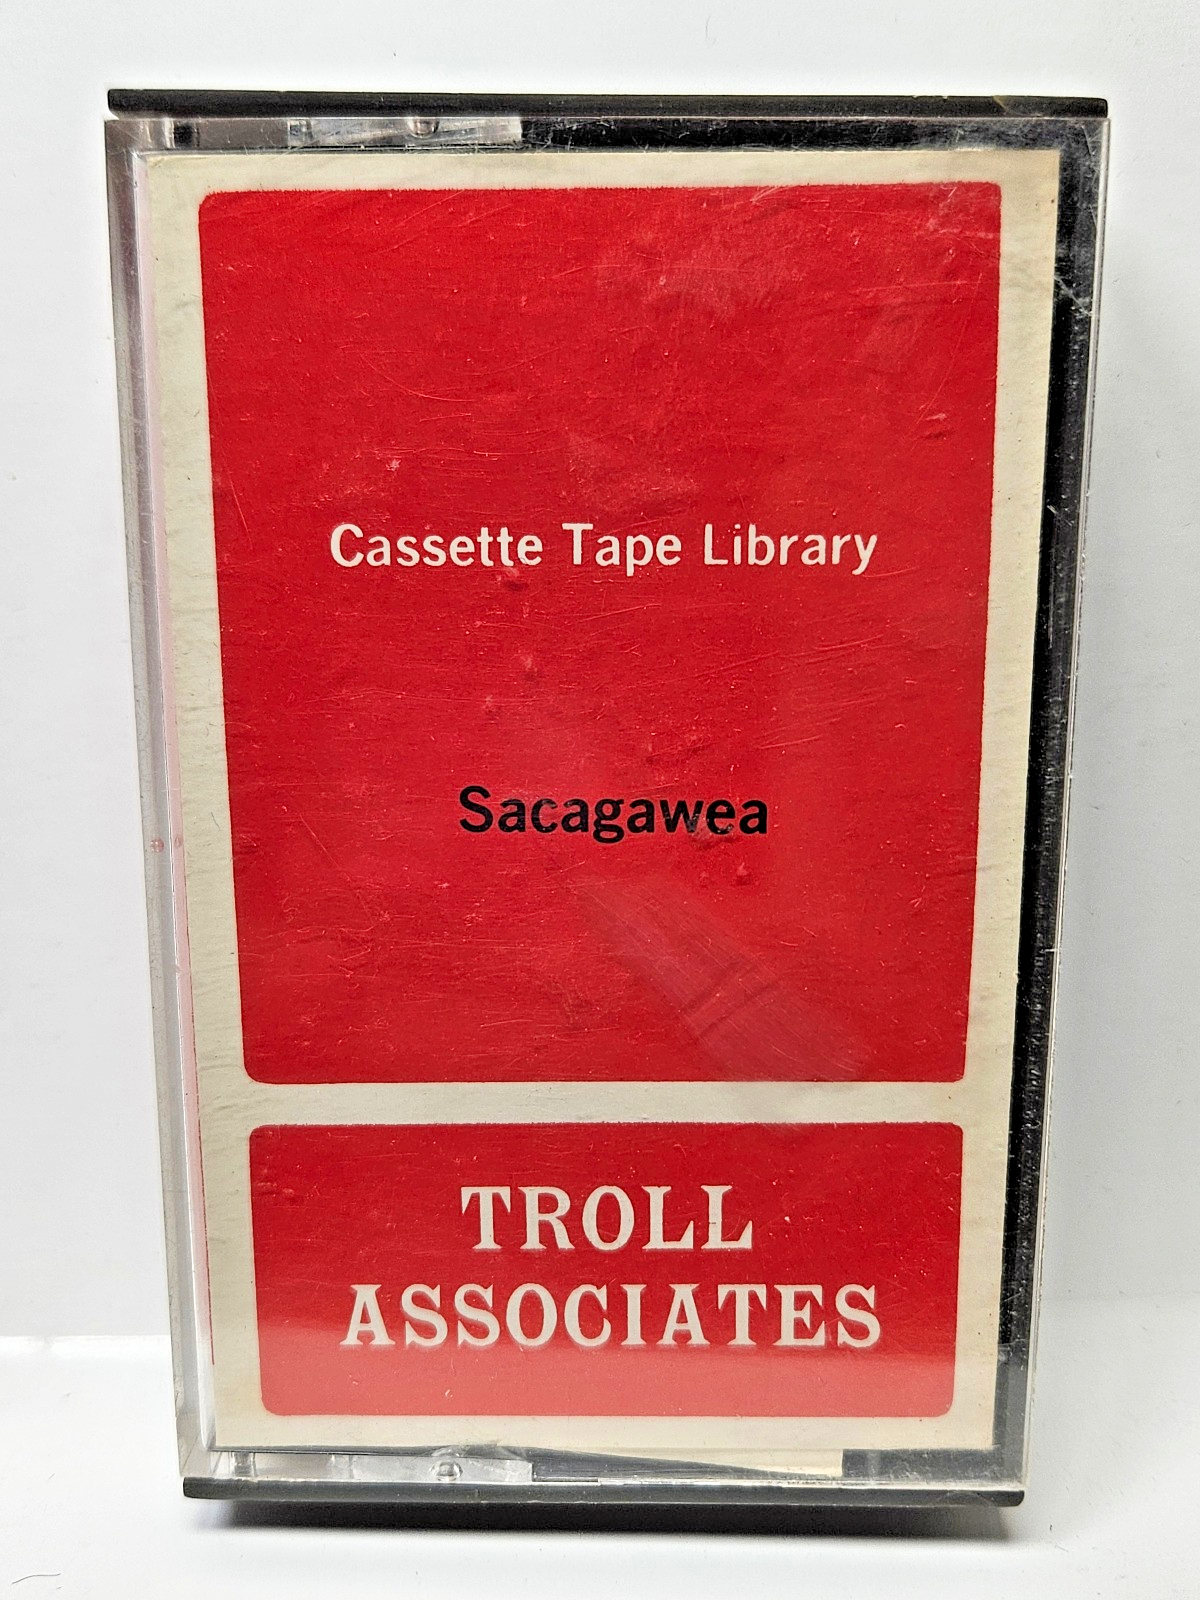 Cassette Tape Library
Sacagawea
TROLL
ASSOCIATES